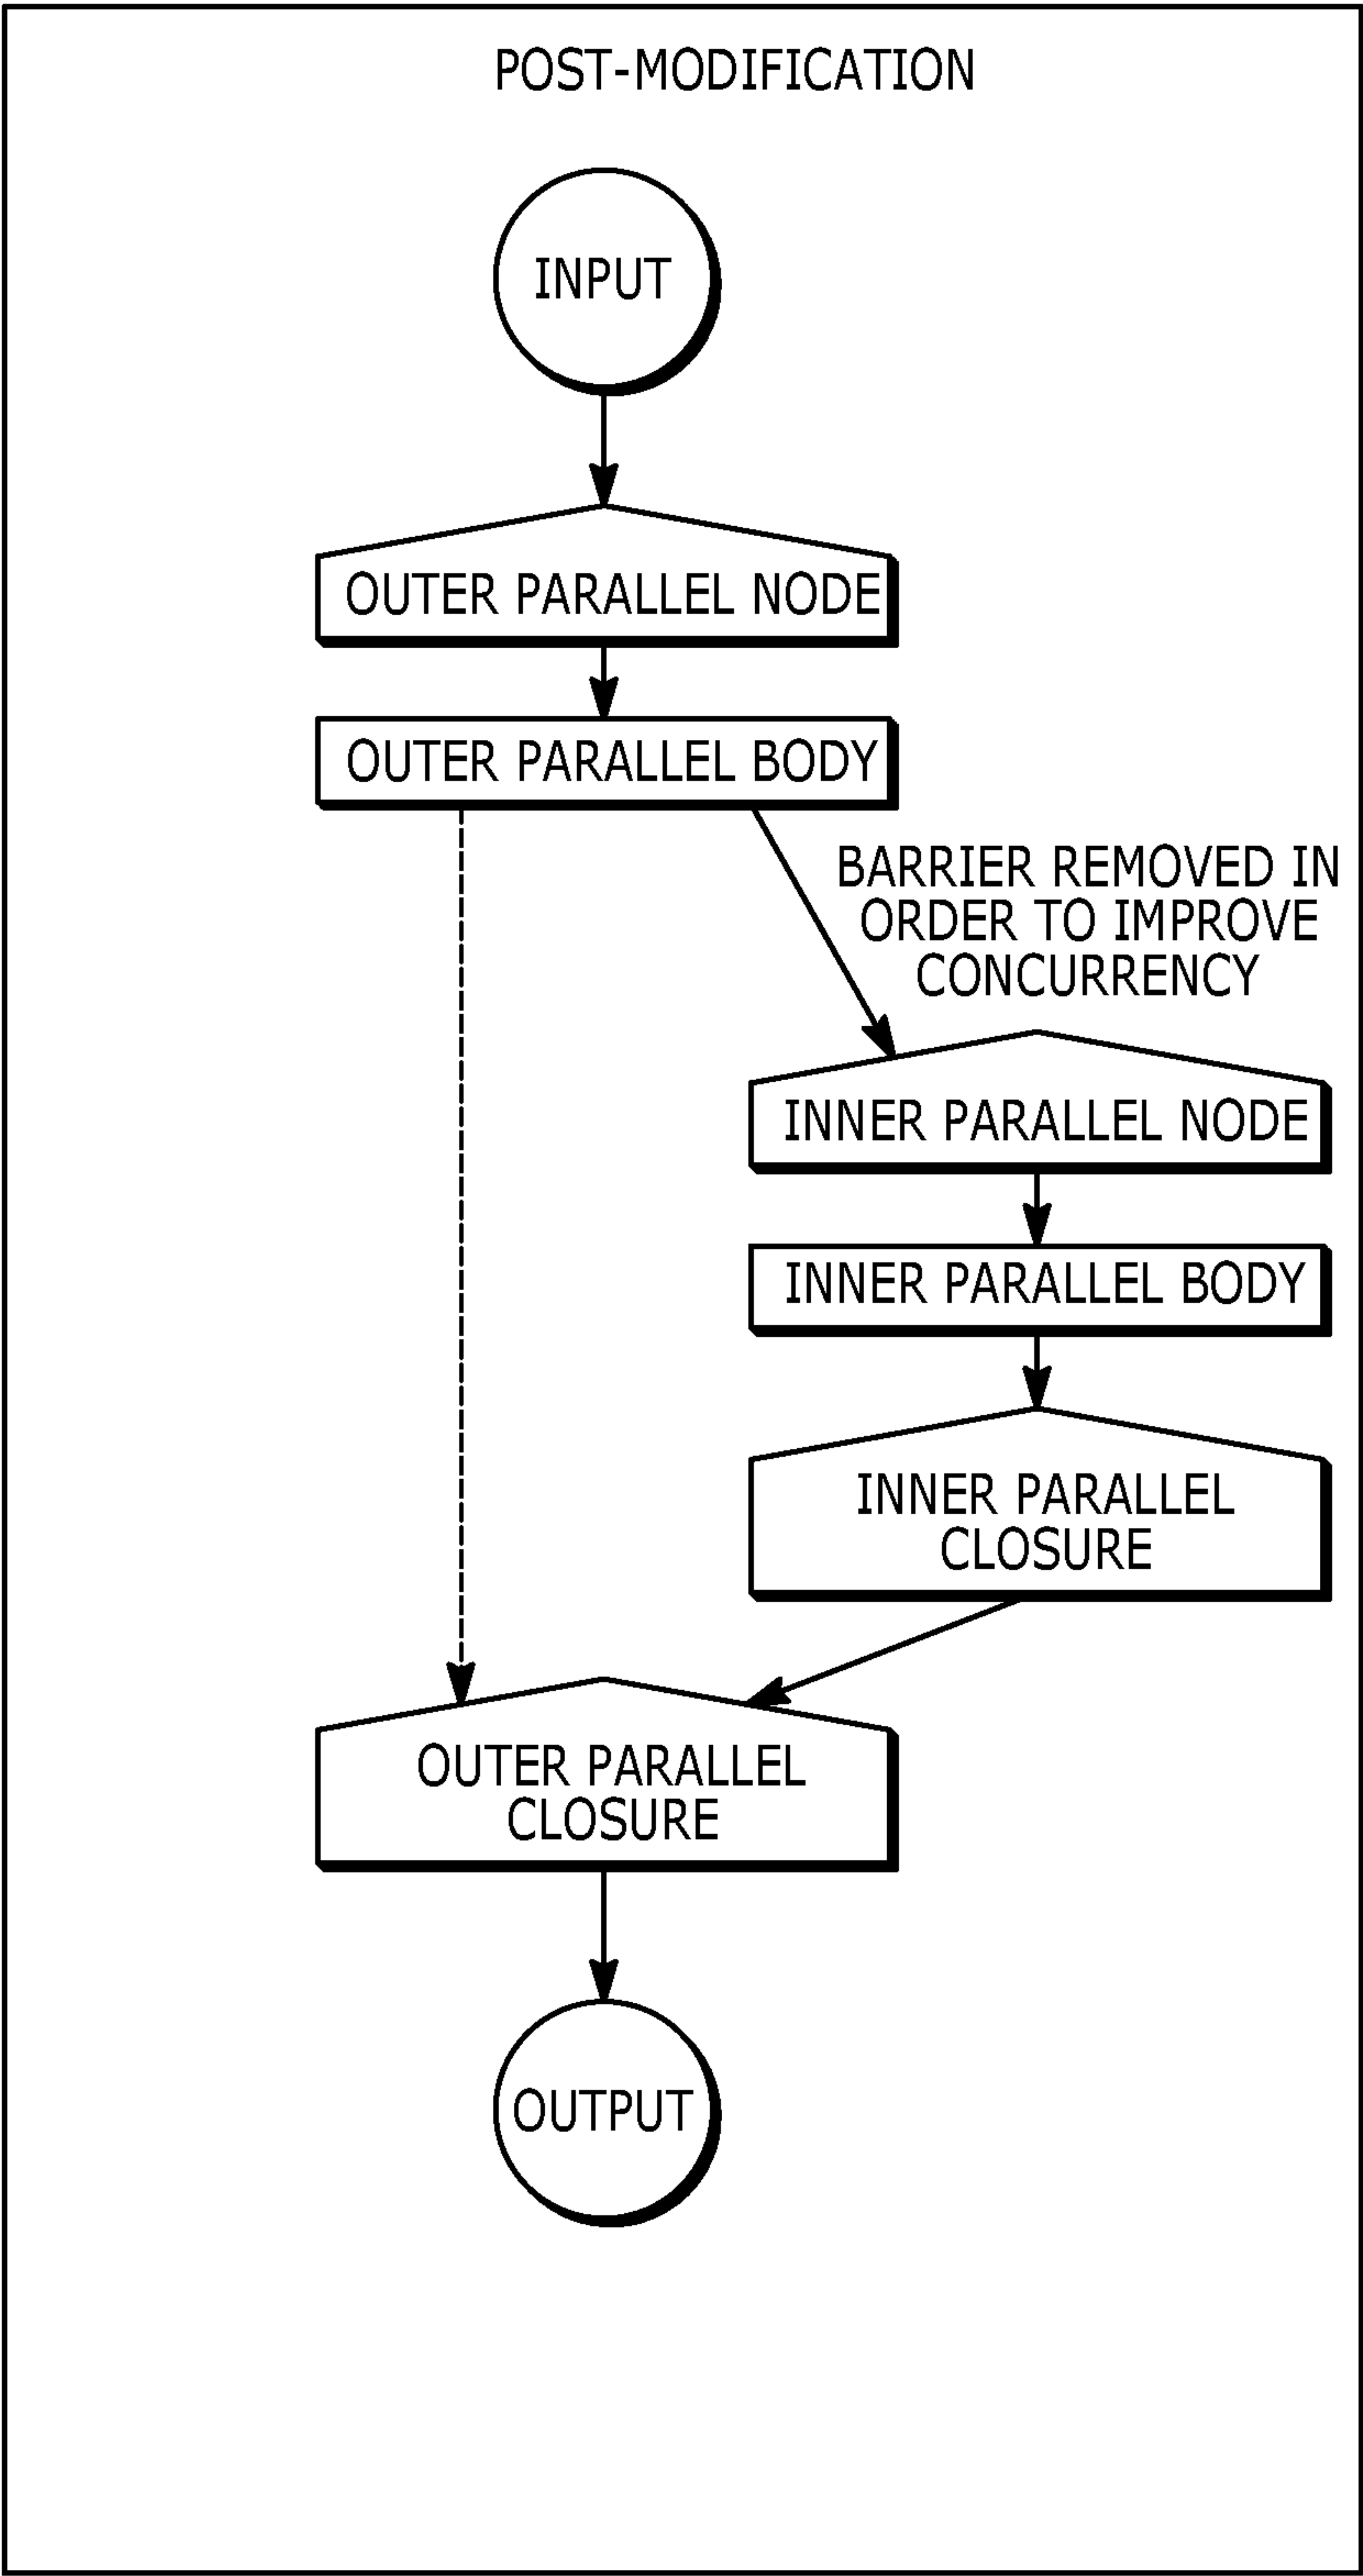 POST-MODIFICATION
INPUT
OUTER PARALLEL NODE
OUTER PARALLEL BODY
BARRIER REMOVED IN
ORDER TO IMPROVE
CONCURRENCY
INNER PARALLEL NODE
INNER PARALLEL BODY
INNER PARALLEL
CLOSURE
OUTER PARALLEL
CLOSURE
OUTPUT